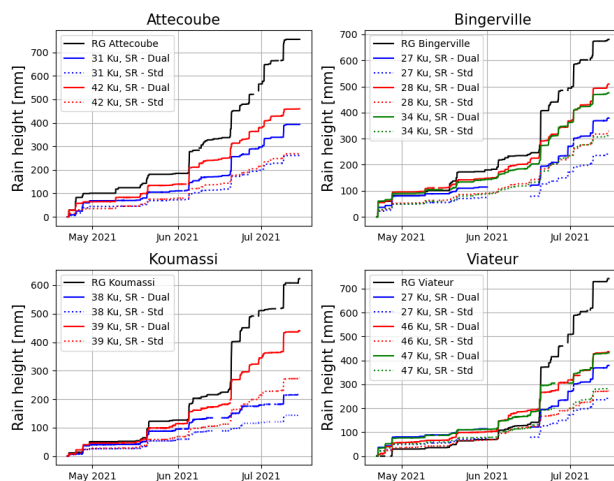 Attecoube
Rain height [mm]
700
600
500
400
300
200
100
0
RG Attecoube
31 Ku, SR - Dual
31 Ku, SR - Std
42 Ku, SR - Dual
42 Ku, SR - Std
May 2021
Jun 2021
Jul 2021
Bingerville
Rain height [mm]
700
600
500
400
300
200
100
0
RG Bingerville
27 Ku, SR - Dual
27 Ku, SR - Std
28 Ku, SR - Dual
28 Ku, SR - Std
34 Ku, SR - Dual
34 Ku, SR - Std
May 2021
Jun 2021
Jul 2021
Koumassi
Rain height [mm]
600
500
400
300
200
100
0
RG Koumassi
38 Ku, SR - Dual
38 Ku, SR - Std
39 Ku, SR - Dual
39 Ku, SR - Std
May 2021
Jun 2021
Jul 2021
Viateur
Rain height [mm]
700
600
500
400
300
200
100
0
RG Viateur
27 Ku, SR - Dual
27 Ku, SR - Std
46 Ku, SR - Dual
46 Ku, SR - Std
47 Ku, SR - Dual
47 Ku, SR - Std
May 2021
Jun 2021
Jul 2021